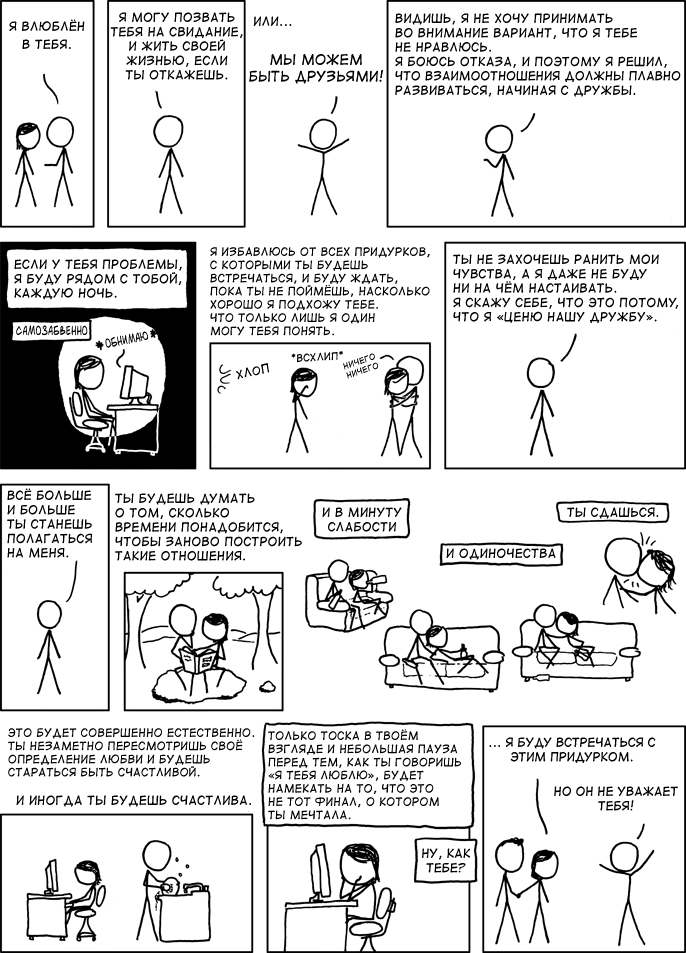 Я ВЛЮБЛЁН
В ТЕБЯ.
Я МОГУ ПОЗВАТЬ
ТЕБЯ НА СВИДАНИЕ,
И ЖИТЬ СВОЕЙ
ЖИЗНЬЮ, ЕСЛИ
ТЫ ОТКАЖЕШЬ.
ИЛИ...
МЫ МОЖЕМ
БЫТЬ ДРУЗЬЯМИ!
ВИДИШЬ, Я НЕ ХОЧУ ПРИНИМАТЬ
ВО ВНИМАНИЕ ВАРИАНТ, ЧТО Я ТЕБЕ
НЕ НРАВЛЮСЬ.
Я БОЮСЬ ОТКАЗА, И ПОЭТОМУ Я РЕШИЛ,
ЧТО ВЗАИМООТНОШЕНИЯ ДОЛЖНЫ ПЛАВНО
РАЗВИВАТЬСЯ, НАЧИНАЯ С ДРУЖБЫ.
ЕСЛИ У ТЕБЯ ПРОБЛЕМЫ,
Я БУДУ РЯДОМ С ТОБОЙ,
КАЖДУЮ НОЧЬ.
САМОЗАБВЕННО
*ОБНИМАЮ*
Я ИЗБАВЛЮСЬ ОТ ВСЕХ ПРИДУРКОВ,
С КОТОРЫМИ ТЫ БУДЕШЬ
ВСТРЕЧАТЬСЯ, И БУДУ ЖДАТЬ,
ПОКА ТЫ НЕ ПОЙМЁШЬ, НАСКОЛЬКО
ХОРОШО Я ПОДХОЖУ ТЕБЕ.
ЧТО ТОЛЬКО ЛИШЬ Я ОДИН
МОГУ ТЕБЯ ПОНЯТЬ.
ХЛОП
*ВСХЛИП*
НИЧЕГО
НИЧЕГО
ТЫ НЕ ЗАХОЧЕШЬ РАНИТЬ МОИ
ЧУВСТВА, А Я ДАЖЕ НЕ БУДУ
НИ НА ЧЁМ НАСТАИВАТЬ.
Я СКАЖУ СЕБЕ, ЧТО ЭТО ПОТОМУ,
ЧТО Я «ЦЕНЮ НАШУ ДРУЖБУ».
ВСЁ БОЛЬШЕ
И БОЛЬШЕ
ТЫ СТАНЕШЬ
ПОЛАГАТЬСЯ
НА МЕНЯ.
ТЫ БУДЕШЬ ДУМАТЬ
О ТОМ, СКОЛЬКО
ВРЕМЕНИ ПОНАДОБИТСЯ,
ЧТОБЫ ЗАНОВО ПОСТРОИТЬ
ТАКИЕ ОТНОШЕНИЯ.
И В МИНУТУ
СЛАБОСТИ
И ОДИНОЧЕСТВА
ТЫ СДАШЬСЯ.
ЭТО БУДЕТ СОВЕРШЕННО ЕСТЕСТВЕННО.
ТЫ НЕЗАМЕТНО ПЕРЕСМОТРИШЬ СВОЁ
ОПРЕДЕЛЕНИЕ ЛЮБВИ И БУДЕШЬ
СТАРАТЬСЯ БЫТЬ СЧАСТЛИВОЙ.
И ИНОГДА ТЫ БУДЕШЬ СЧАСТЛИВА.
ТОЛЬКО ТОСКА В ТВОЁМ
ВЗГЛЯДЕ И НЕБОЛЬШАЯ ПАУЗА
ПЕРЕД ТЕМ, КАК ТЫ ГОВОРИШЬ
«Я ТЕБЯ ЛЮБЛЮ», БУДЕТ
НАМЕКАТЬ НА ТО, ЧТО ЭТО
НЕ ТОТ ФИНАЛ, О КОТОРОМ
ТЫ МЕЧТАЛА.
НУ, КАК
ТЕБЕ?
... Я БУДУ ВСТРЕЧАТЬСЯ С
ЭТИМ ПРИДУРКОМ.
НО ОН НЕ УВАЖАЕТ
ТЕБЯ!